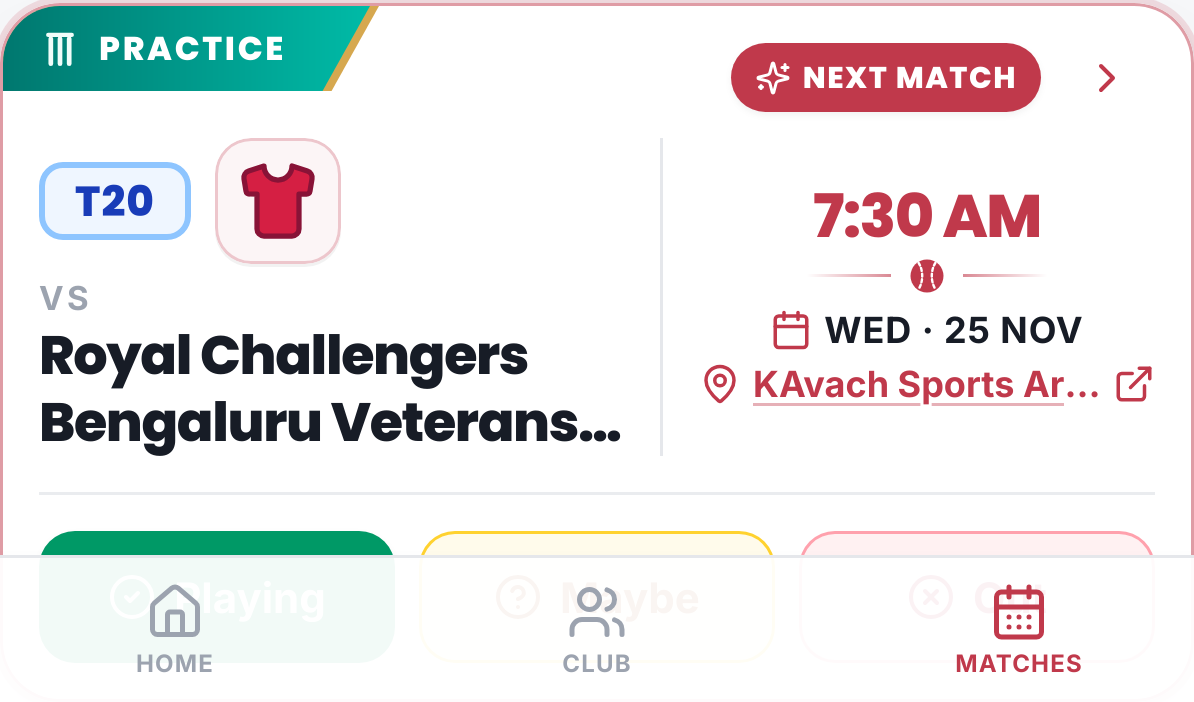 PRACTICE
NEXT MATCH
T20
VS
Royal Challengers
Bengaluru Veterans...
7:30 AM
WED · 25 NOV
KAvach Sports Ar...
Playing
Maybe
HOME
CLUB
MATCHES